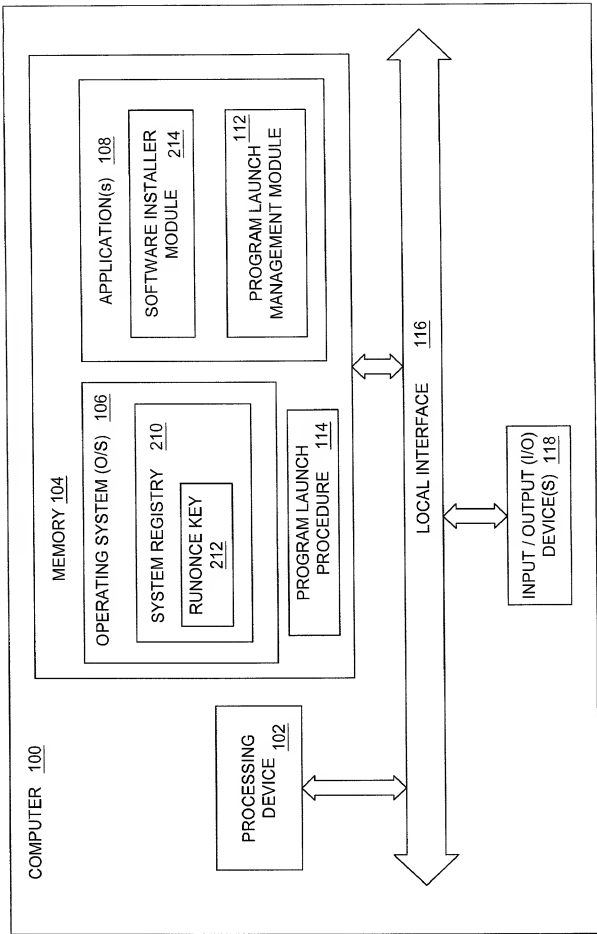 COMPUTER 100
PROCESSING
DEVICE 102
MEMORY 104
OPERATING SYSTEM (O/S) 106
SYSTEM REGISTRY 210
RUNONCE KEY
212
PROGRAM LAUNCH
PROCEDURE 114
APPLICATION(s) 108
SOFTWARE INSTALLER
MODULE 214
112
PROGRAM LAUNCH
MANAGEMENT MODULE
LOCAL INTERFACE 116
INPUT / OUTPUT (I/O)
DEVICE(S) 118